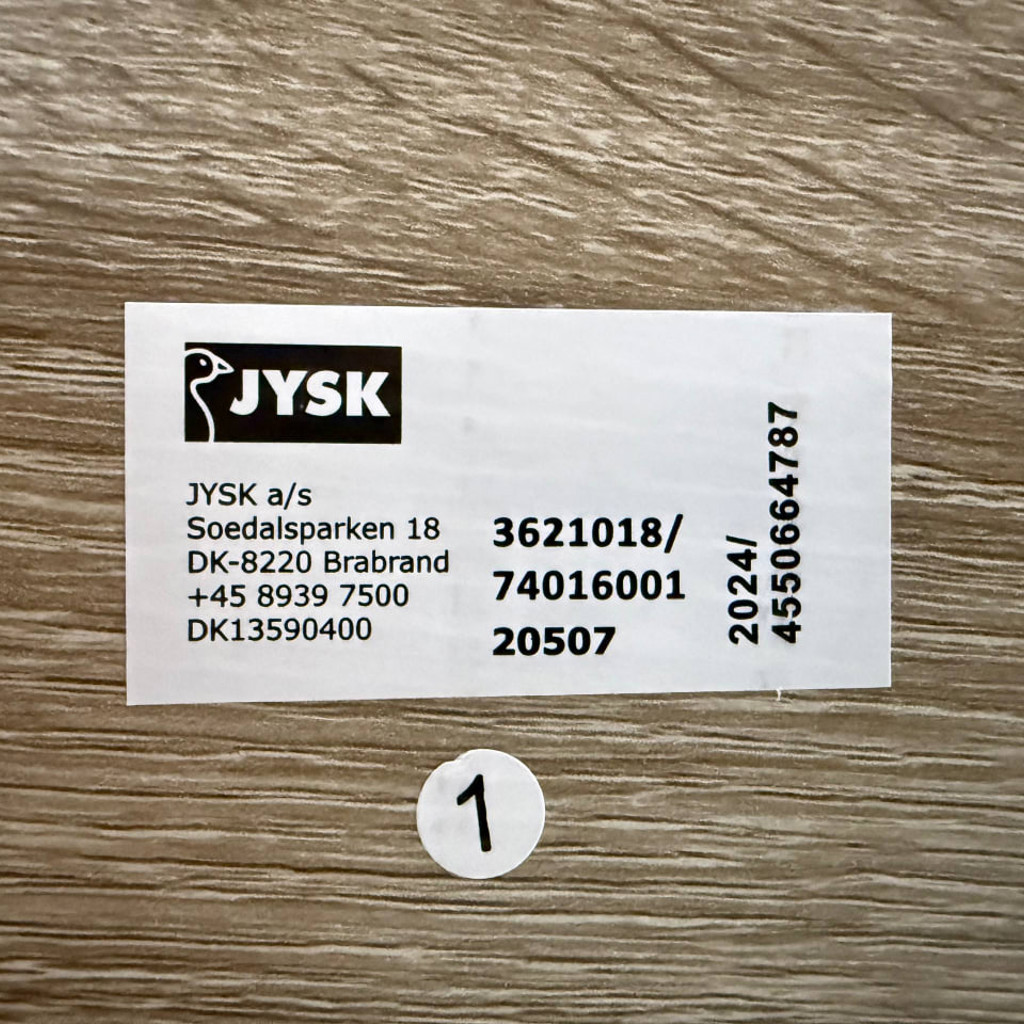 JYSK
JYSK a/s
Soedalsparken 18
DK-8220 Brabrand
+45 8939 7500
DK13590400
3621018/
74016001
20507
2024/
4550664787
1